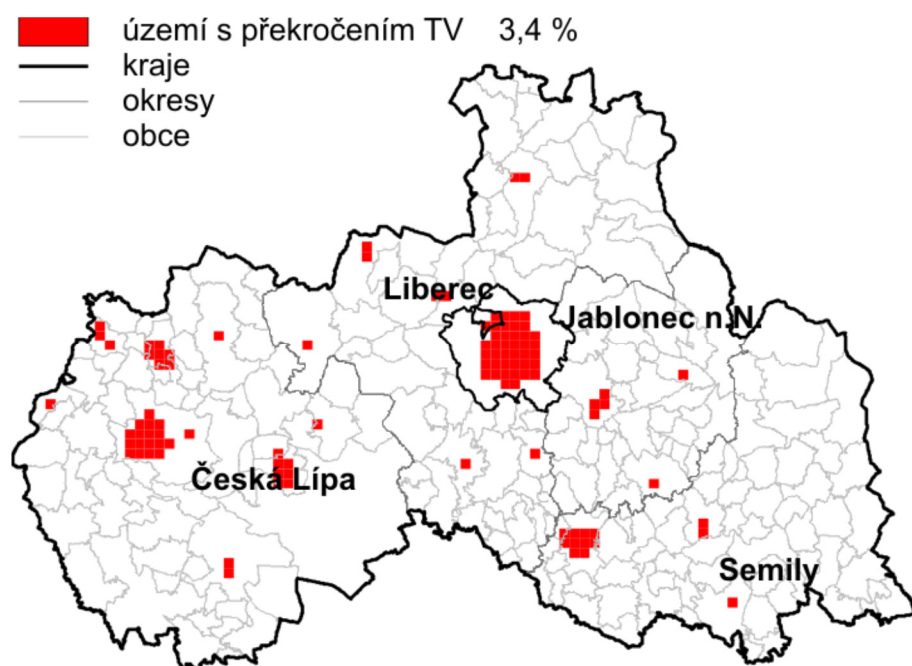 území s překročením TV 3,4 %
kraje
okresy
obce
Liberec
Jablonec n.N.
Česká Lípa
Semily